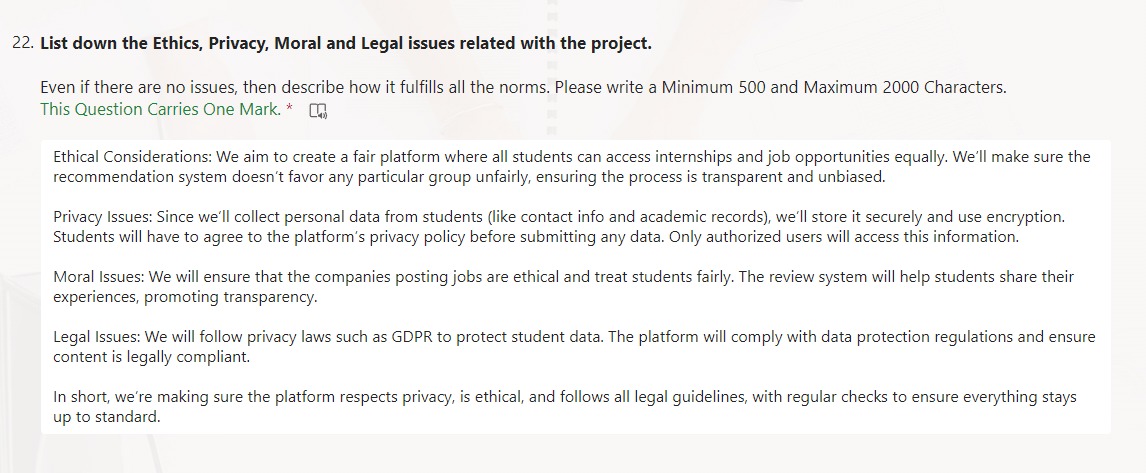 22. List down the Ethics, Privacy, Moral and Legal issues related with the project.
Even if there are no issues, then describe how it fulfills all the norms. Please write a Minimum 500 and Maximum 2000 Characters.
This Question Carries One Mark. *
Ethical Considerations: We aim to create a fair platform where all students can access internships and job opportunities equally. We'll make sure the
recommendation system doesn't favor any particular group unfairly, ensuring the process is transparent and unbiased.
Privacy Issues: Since we'll collect personal data from students (like contact info and academic records), we'll store it securely and use encryption.
Students will have to agree to the platform's privacy policy before submitting any data. Only authorized users will access this information.
Moral Issues: We will ensure that the companies posting jobs are ethical and treat students fairly. The review system will help students share their
experiences, promoting transparency.
Legal Issues: We will follow privacy laws such as GDPR to protect student data. The platform will comply with data protection regulations and ensure
content is legally compliant.
In short, we're making sure the platform respects privacy, is ethical, and follows all legal guidelines, with regular checks to ensure everything stays
up to standard.